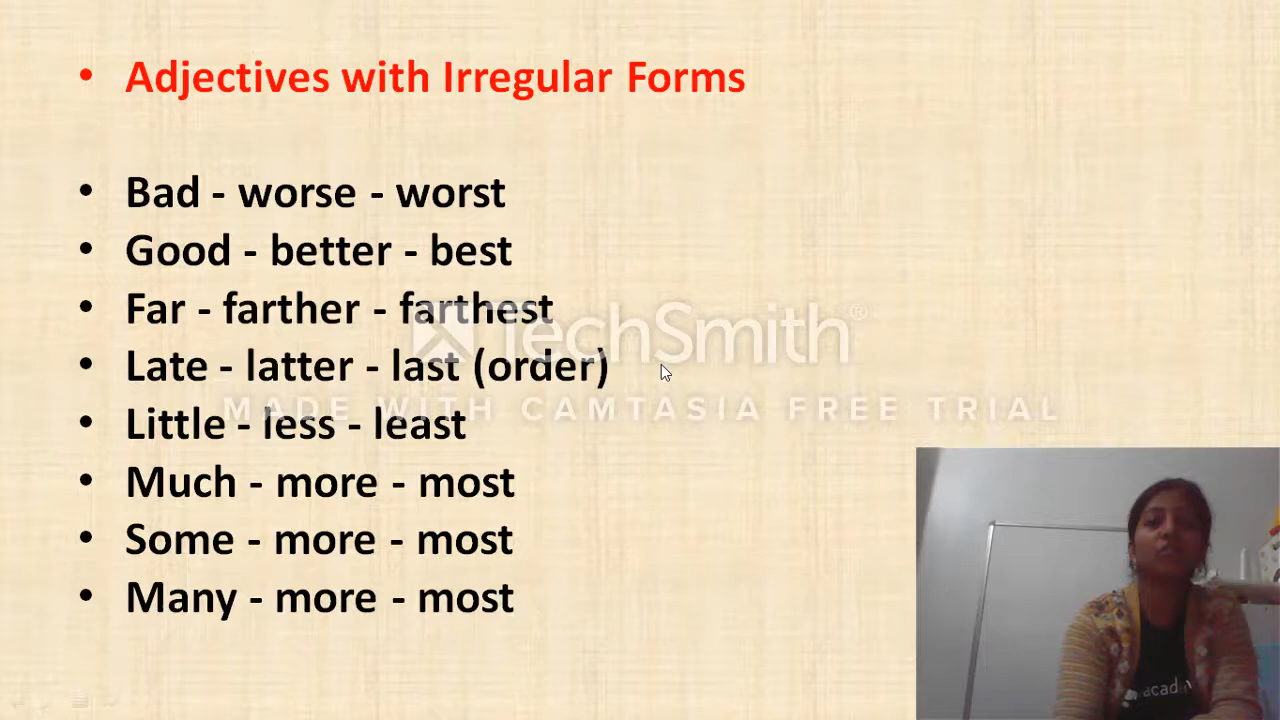 • Adjectives with Irregular Forms
• Bad - worse - worst
• Good - better - best
• Far - farther - farthest
TechSmith®
• Late - latter - last (order)
MADE WITH CAMTASIA FREE TRIAL
• Little - less - least
• Much - more - most
• Some - more - most
• Many - more - most